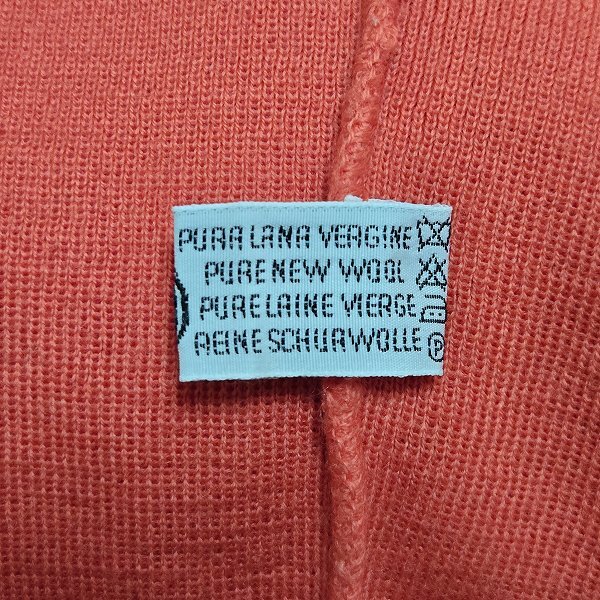 PURA LANA VERGINE
PURE NEW WOOL
PURE LAINE VIERGE
REINE SCHURWOLLE Ⓟ